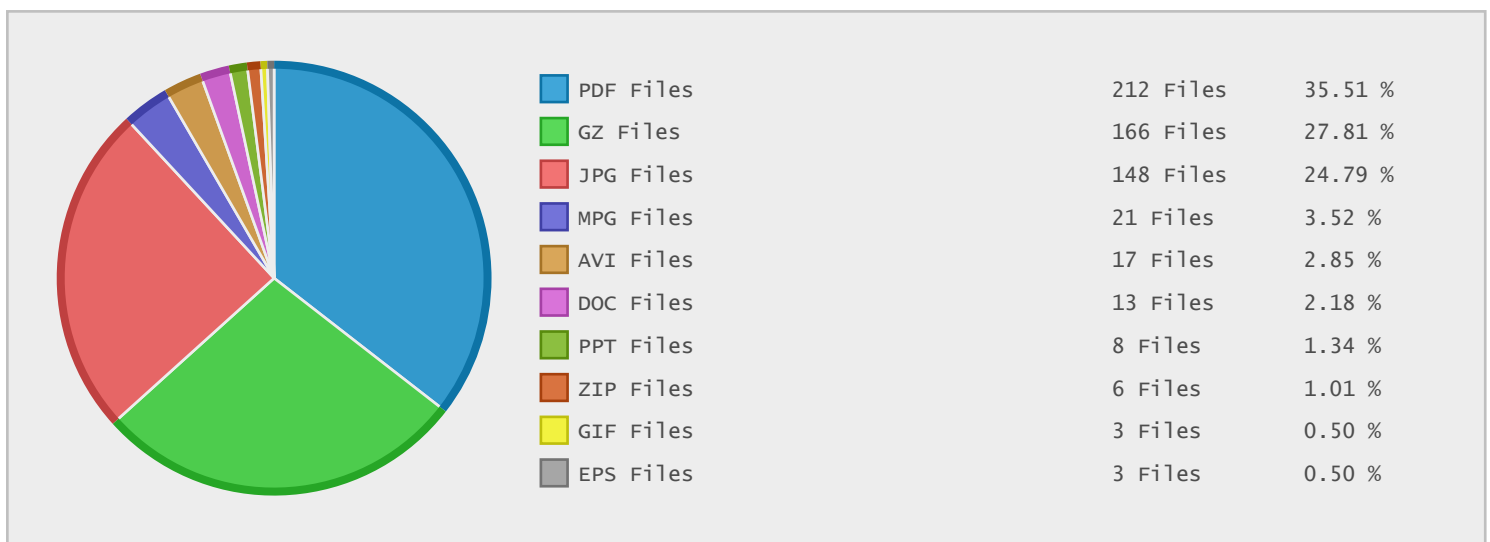 PDF Files 212 Files 35.51 %
GZ Files 166 Files 27.81 %
JPG Files 148 Files 24.79 %
MPG Files 21 Files 3.52 %
AVI Files 17 Files 2.85 %
DOC Files 13 Files 2.18 %
PPT Files 8 Files 1.34 %
ZIP Files 6 Files 1.01 %
GIF Files 3 Files 0.50 %
EPS Files 3 Files 0.50 %